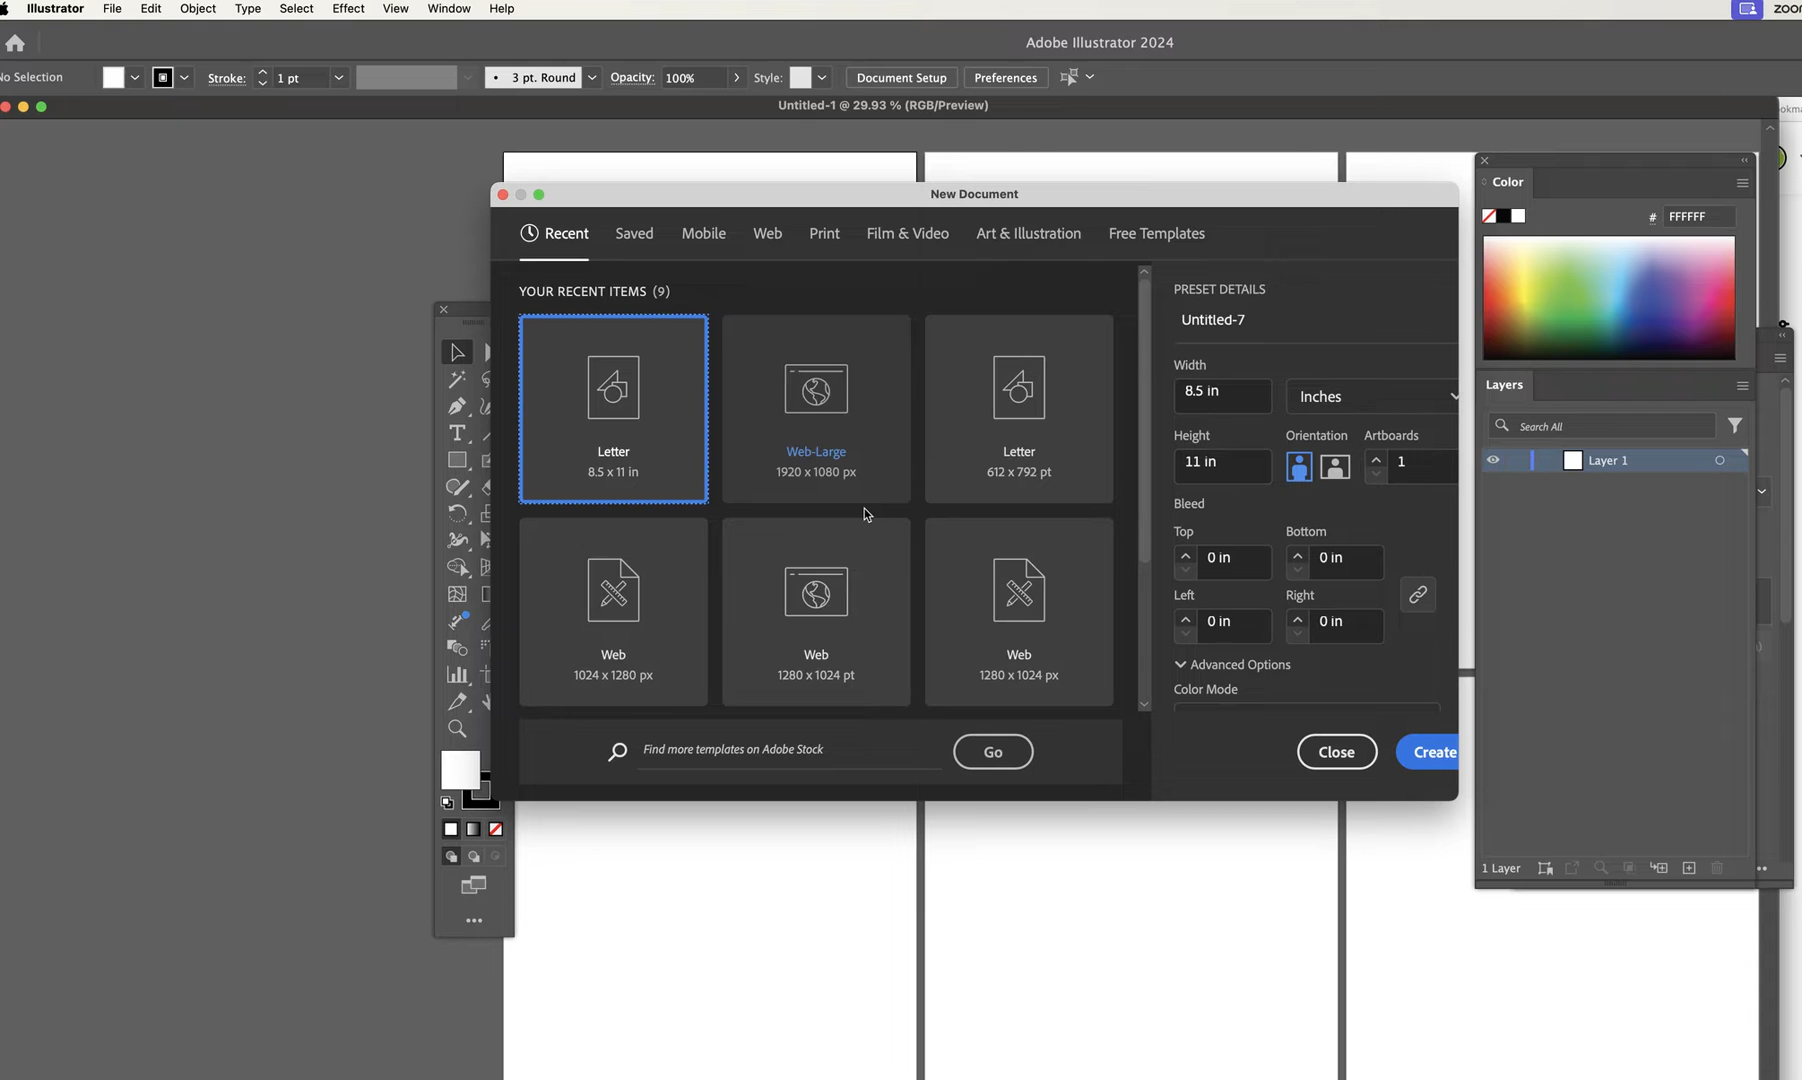 Illustrator File Edit Object Type Select Effect View Window Help
Adobe Illustrator 2024
No Selection Stroke: 1 pt • 3 pt. Round Opacity: 100% Style: Document Setup Preferences
Untitled-1 @ 29.93 % (RGB/Preview)
New Document
Recent Saved Mobile Web Print Film & Video Art & Illustration Free Templates
YOUR RECENT ITEMS (9)
Letter
8.5 x 11 in
Web-Large
1920 x 1080 px
Letter
612 x 792 pt
Web
1024 x 1280 px
Web
1280 x 1024 pt
Web
1280 x 1024 px
Find more templates on Adobe Stock
Go
PRESET DETAILS
Untitled-7
Width
8.5 in Inches
Height Orientation Artboards
11 in 1
Bleed
Top Bottom
0 in 0 in
Left Right
0 in 0 in
Advanced Options
Color Mode
Close Create
Color
# FFFFFF
Layers
Search All
Layer 1
1 Layer